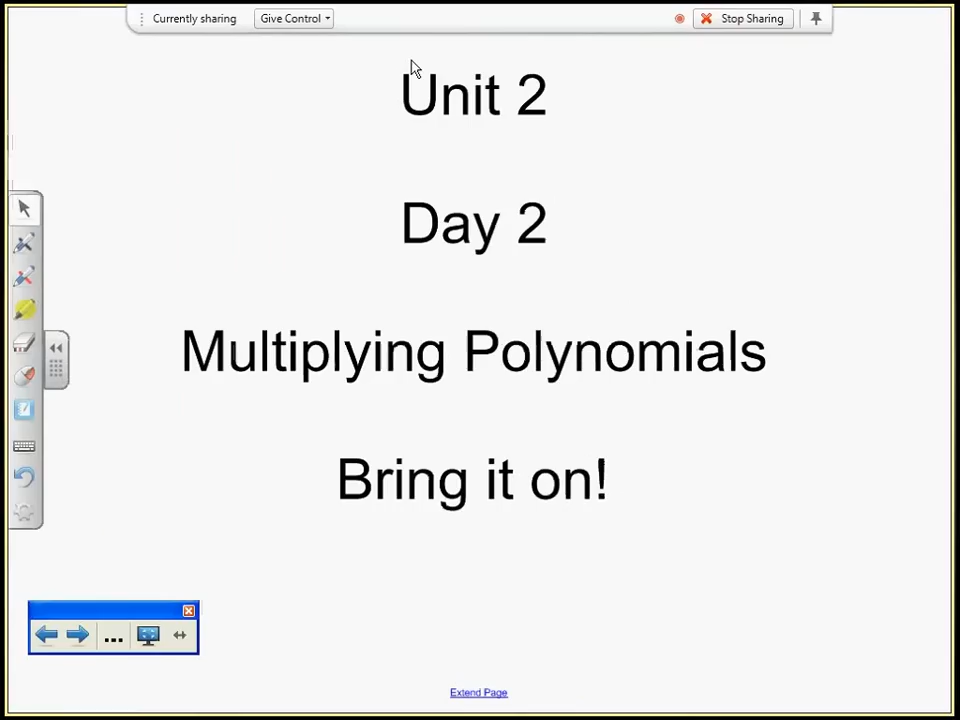 Currently sharing Give Control Stop Sharing
Unit 2
Day 2
Multiplying Polynomials
Bring it on!
...
Extend Page